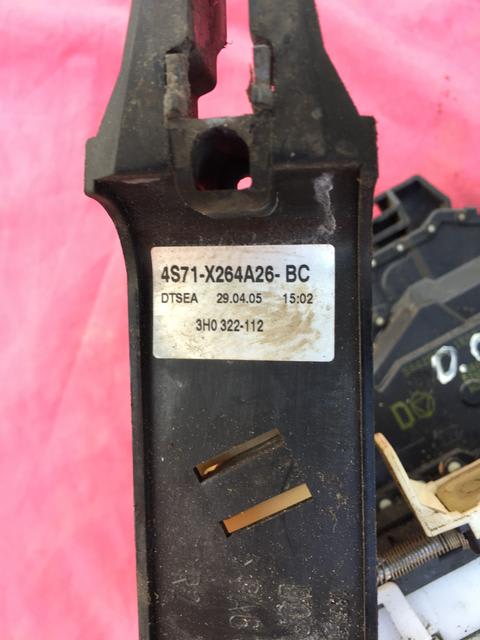 4S71-X264A26- BC
DTSEA 29.04.05 15:02
3H0 322-112
D